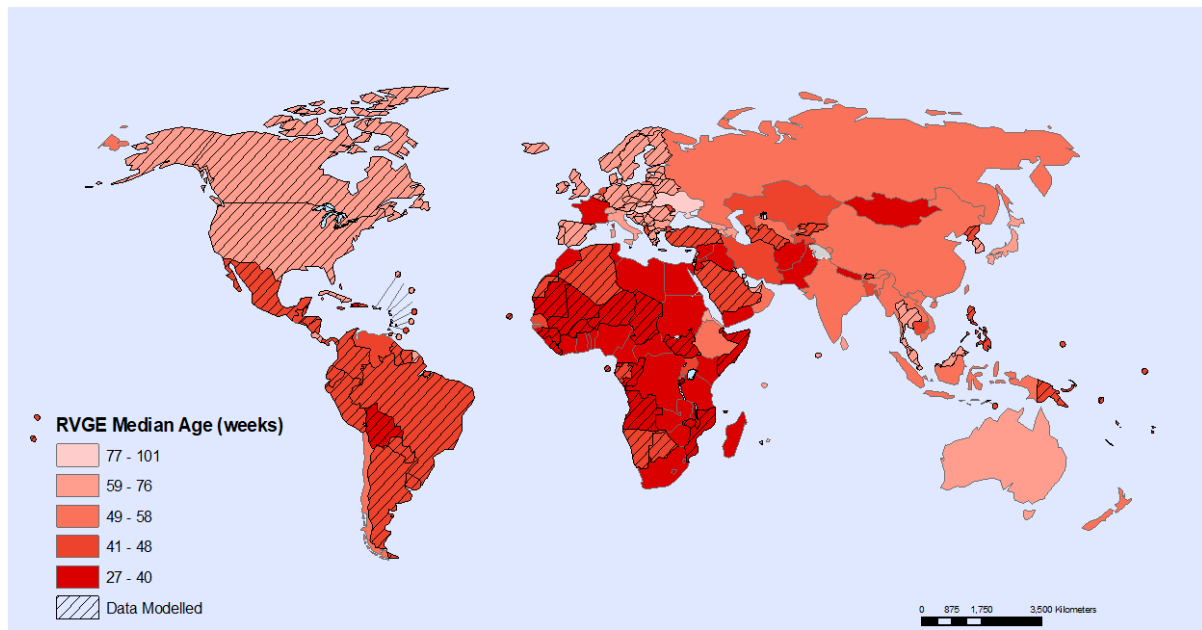 RVGE Median Age (weeks)
77 - 101
59 - 76
49 - 58
41 - 48
27 - 40
Data Modelled
0 875 1,750 3,500 Kilometers